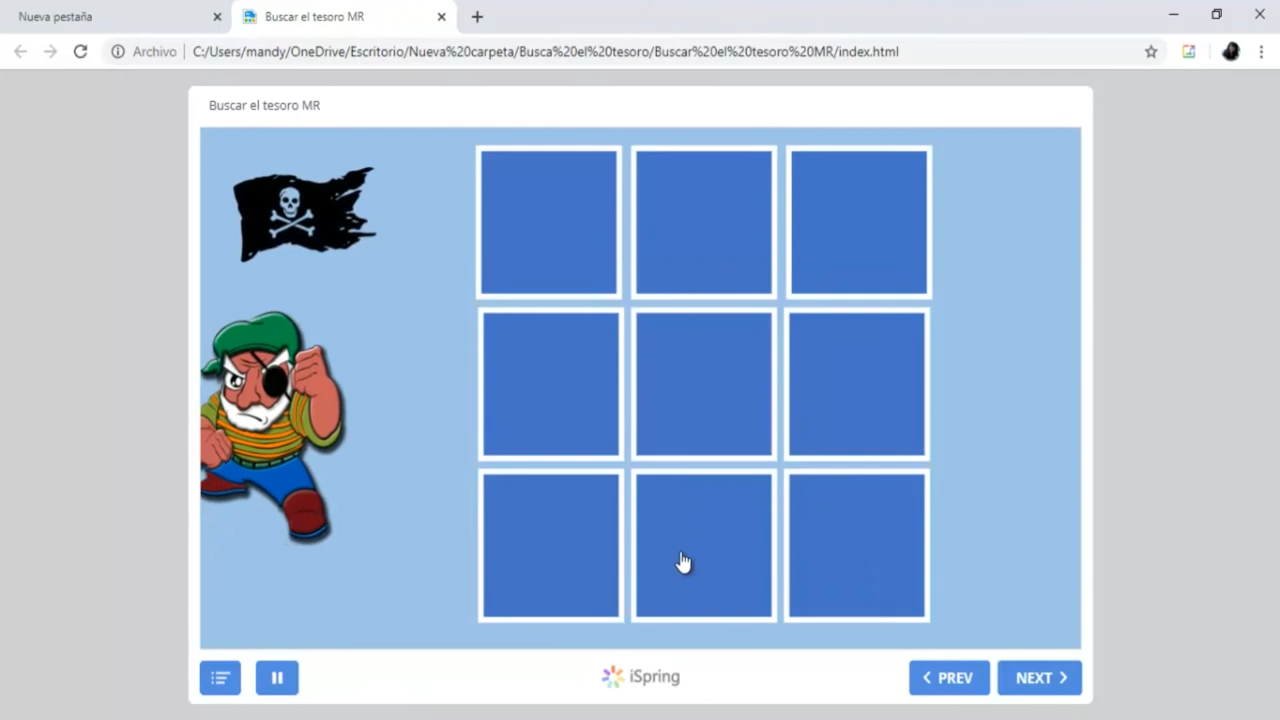 Nueva pestaña
Buscar el tesoro MR
Archivo
C:/Users/mandy/OneDrive/Escritorio/Nueva%20carpeta/Busca%20el%20tesoro/Buscar%20el%20tesoro%20MR/index.html
Buscar el tesoro MR
iSpring
PREV
NEXT